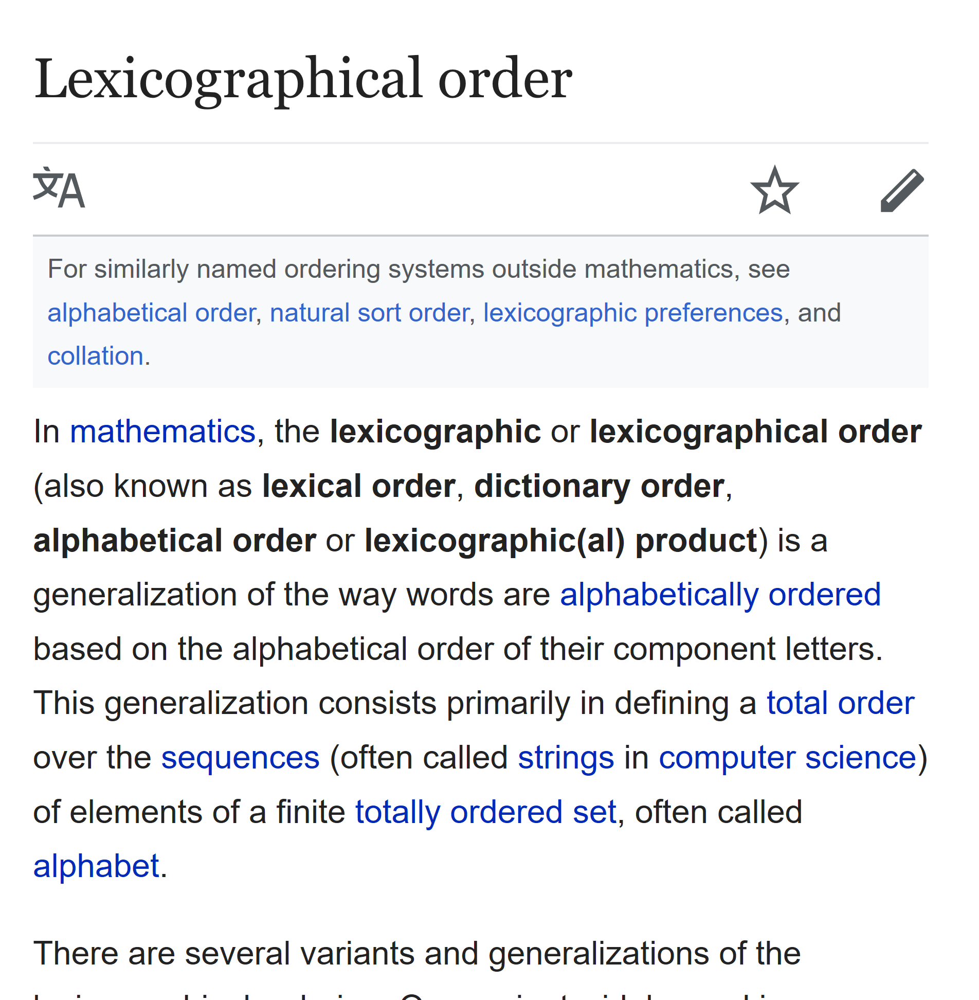 Lexicographical order
文A
For similarly named ordering systems outside mathematics, see
alphabetical order, natural sort order, lexicographic preferences, and
collation.
In mathematics, the lexicographic or lexicographical order
(also known as lexical order, dictionary order,
alphabetical order or lexicographic(al) product) is a
generalization of the way words are alphabetically ordered
based on the alphabetical order of their component letters.
This generalization consists primarily in defining a total order
over the sequences (often called strings in computer science)
of elements of a finite totally ordered set, often called
alphabet.
There are several variants and generalizations of the